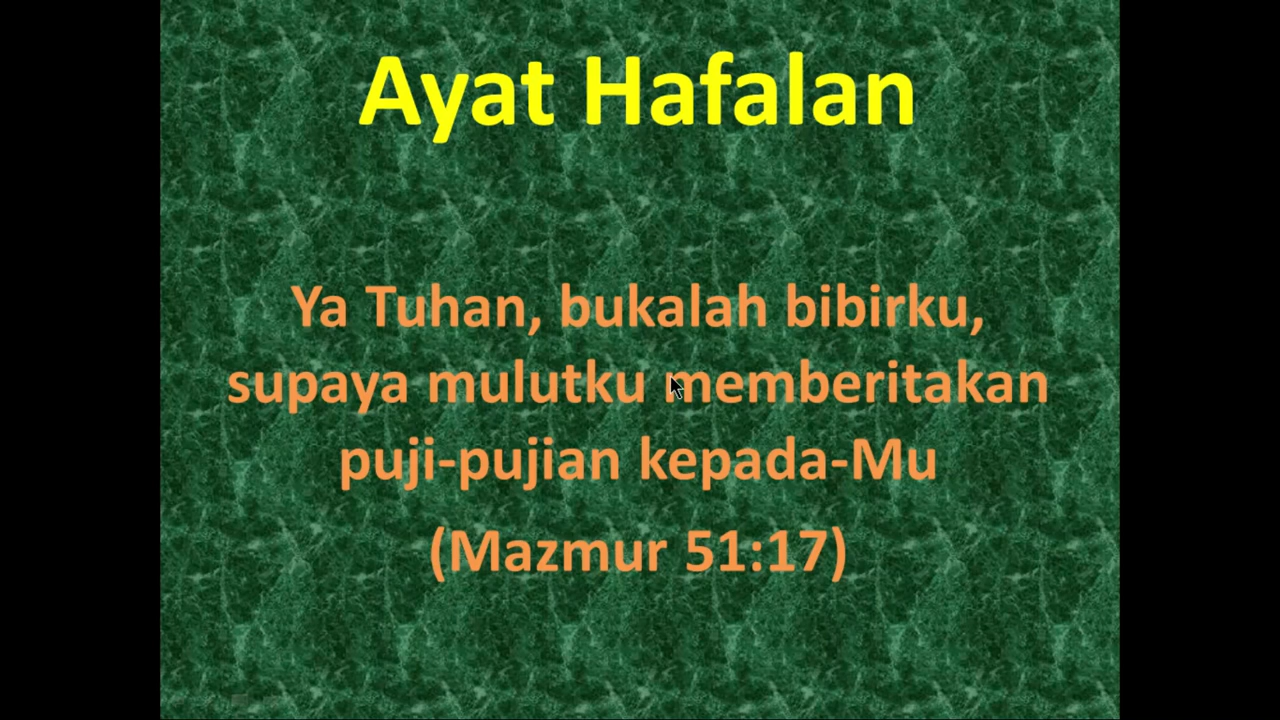 Ayat Hafalan
Ya Tuhan, bukalah bibirku,
supaya mulutku memberitakan
puji-pujian kepada-Mu
(Mazmur 51:17)